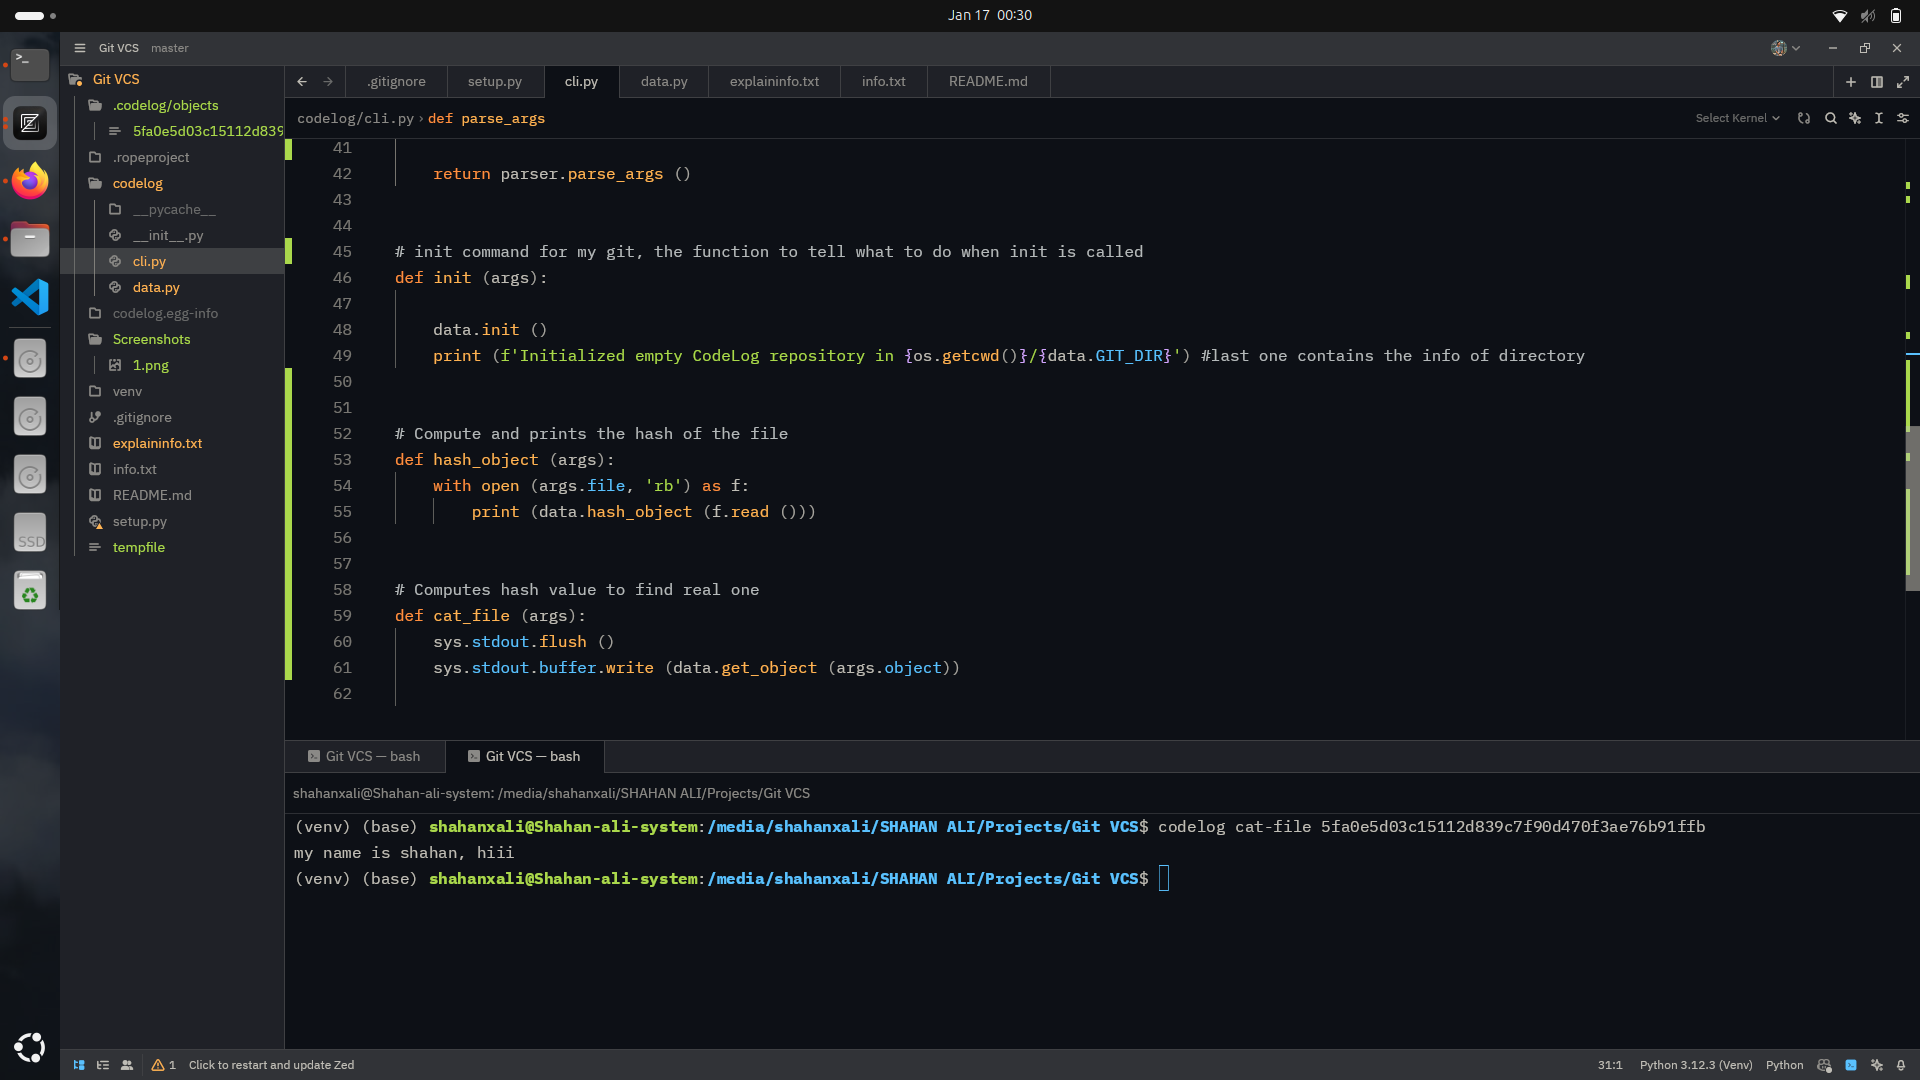 Jan 17 00:30
Git VCS master
Git VCS
.codelog/objects
5fa0e5d03c15112d839
.ropeproject
codelog
__pycache__
__init__.py
cli.py
data.py
codelog.egg-info
Screenshots
1.png
venv
.gitignore
explaininfo.txt
info.txt
README.md
setup.py
tempfile
SSD
.gitignore setup.py cli.py data.py explaininfo.txt info.txt README.md
codelog/cli.py › def parse_args
Select Kernel
41
42 return parser.parse_args ()
43
44
45 # init command for my git, the function to tell what to do when init is called
46 def init (args):
47
48 data.init ()
49 print (f'Initialized empty CodeLog repository in {os.getcwd()}/{data.GIT_DIR}') #last one contains the info of directory
50
51
52 # Compute and prints the hash of the file
53 def hash_object (args):
54 with open (args.file, 'rb') as f:
55 print (data.hash_object (f.read ()))
56
57
58 # Computes hash value to find real one
59 def cat_file (args):
60 sys.stdout.flush ()
61 sys.stdout.buffer.write (data.get_object (args.object))
62
Git VCS — bash Git VCS — bash
shahanxali@Shahan-ali-system: /media/shahanxali/SHAHAN ALI/Projects/Git VCS
(venv) (base) shahanxali@Shahan-ali-system:/media/shahanxali/SHAHAN ALI/Projects/Git VCS$ codelog cat-file 5fa0e5d03c15112d839c7f90d470f3ae76b91ffb
my name is shahan, hiii
(venv) (base) shahanxali@Shahan-ali-system:/media/shahanxali/SHAHAN ALI/Projects/Git VCS$
1 Click to restart and update Zed 31:1 Python 3.12.3 (Venv) Python